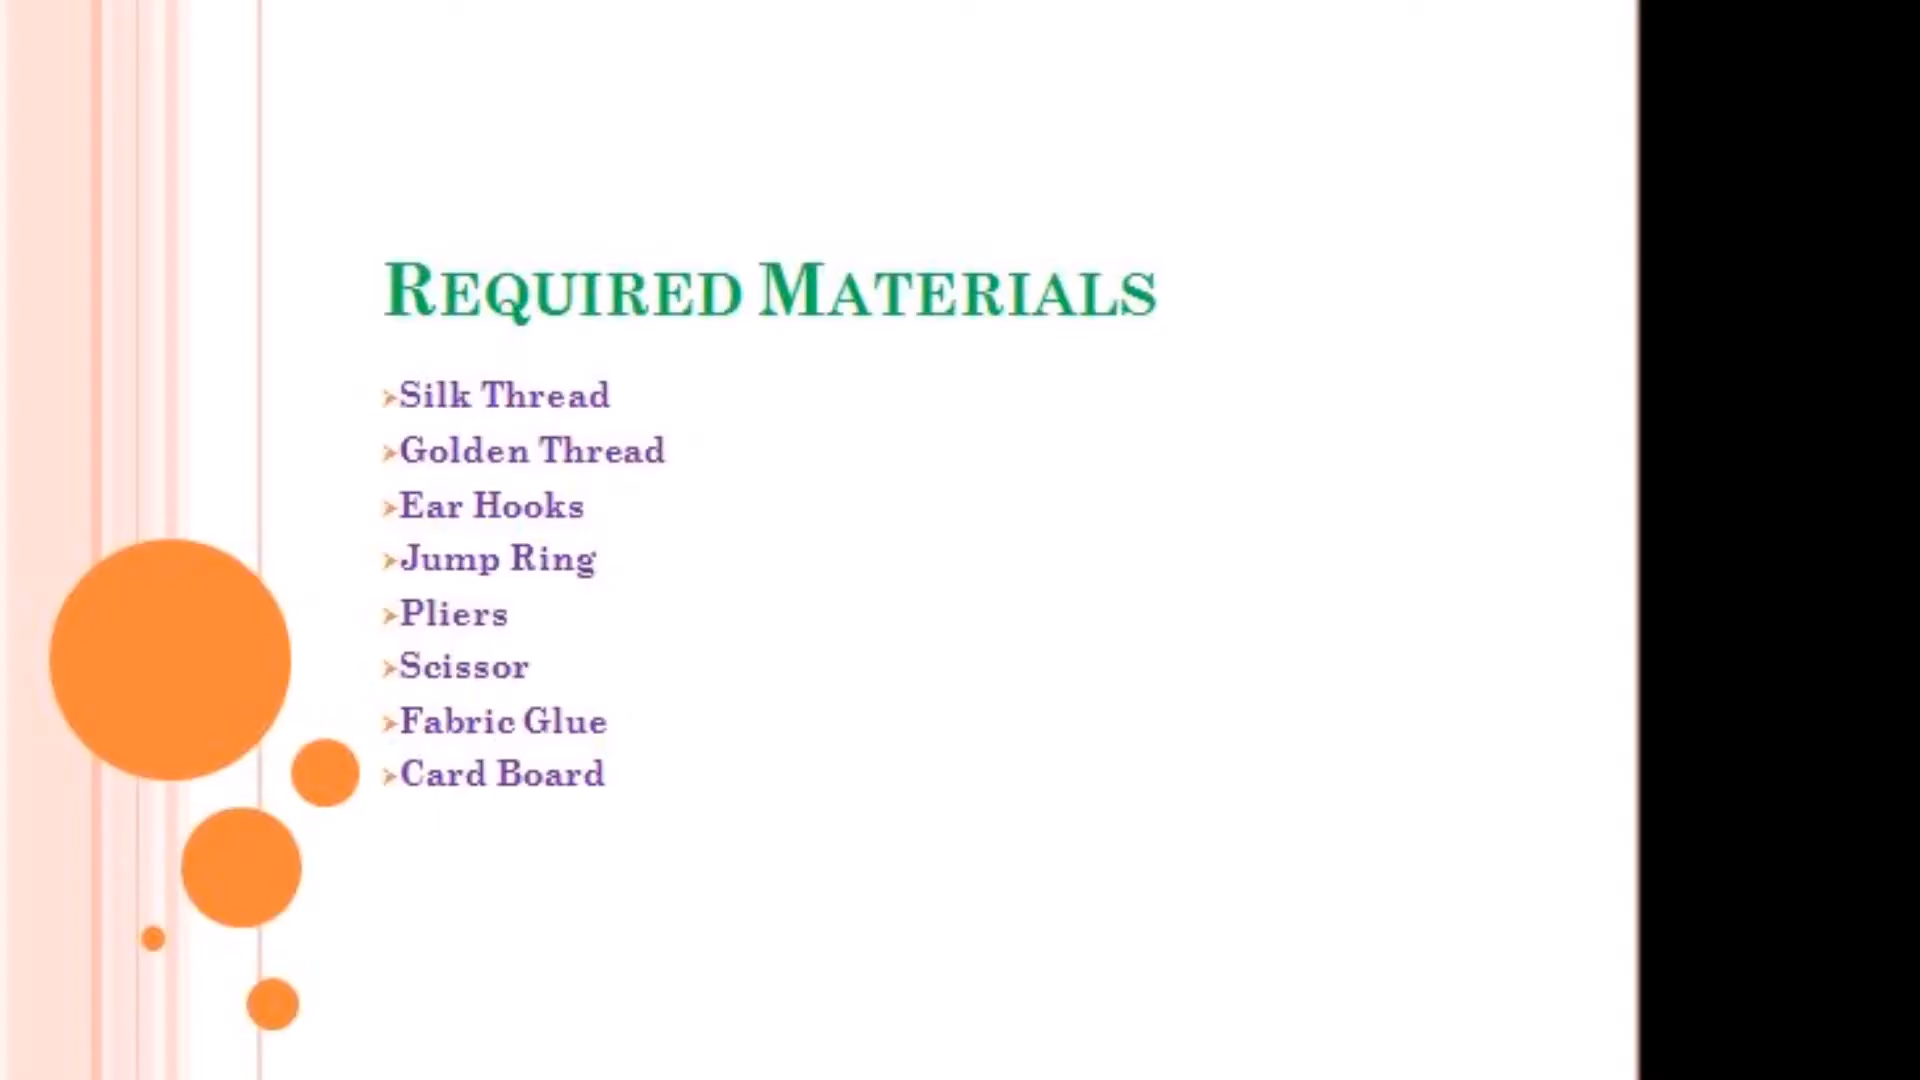 REQUIRED MATERIALS
➢Silk Thread
➢Golden Thread
➢Ear Hooks
➢Jump Ring
➢Pliers
➢Scissor
➢Fabric Glue
➢Card Board